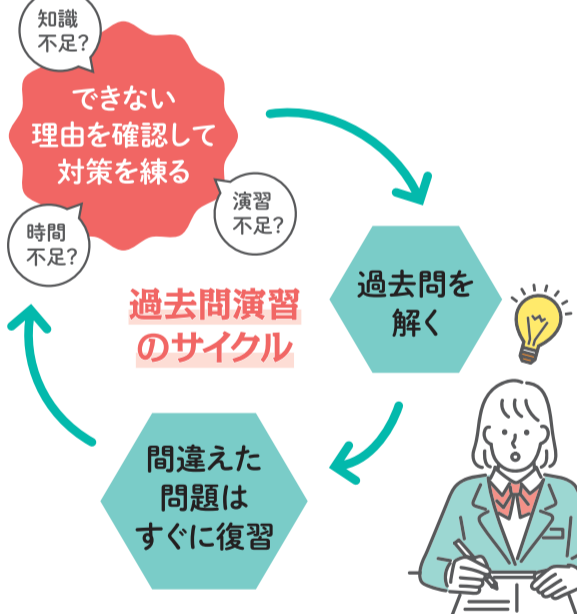 知識
不足?
できない
理由を確認して
対策を練る
演習
不足?
時間
不足?
過去問演習
のサイクル
過去問を
解く
間違えた
問題は
すぐに復習